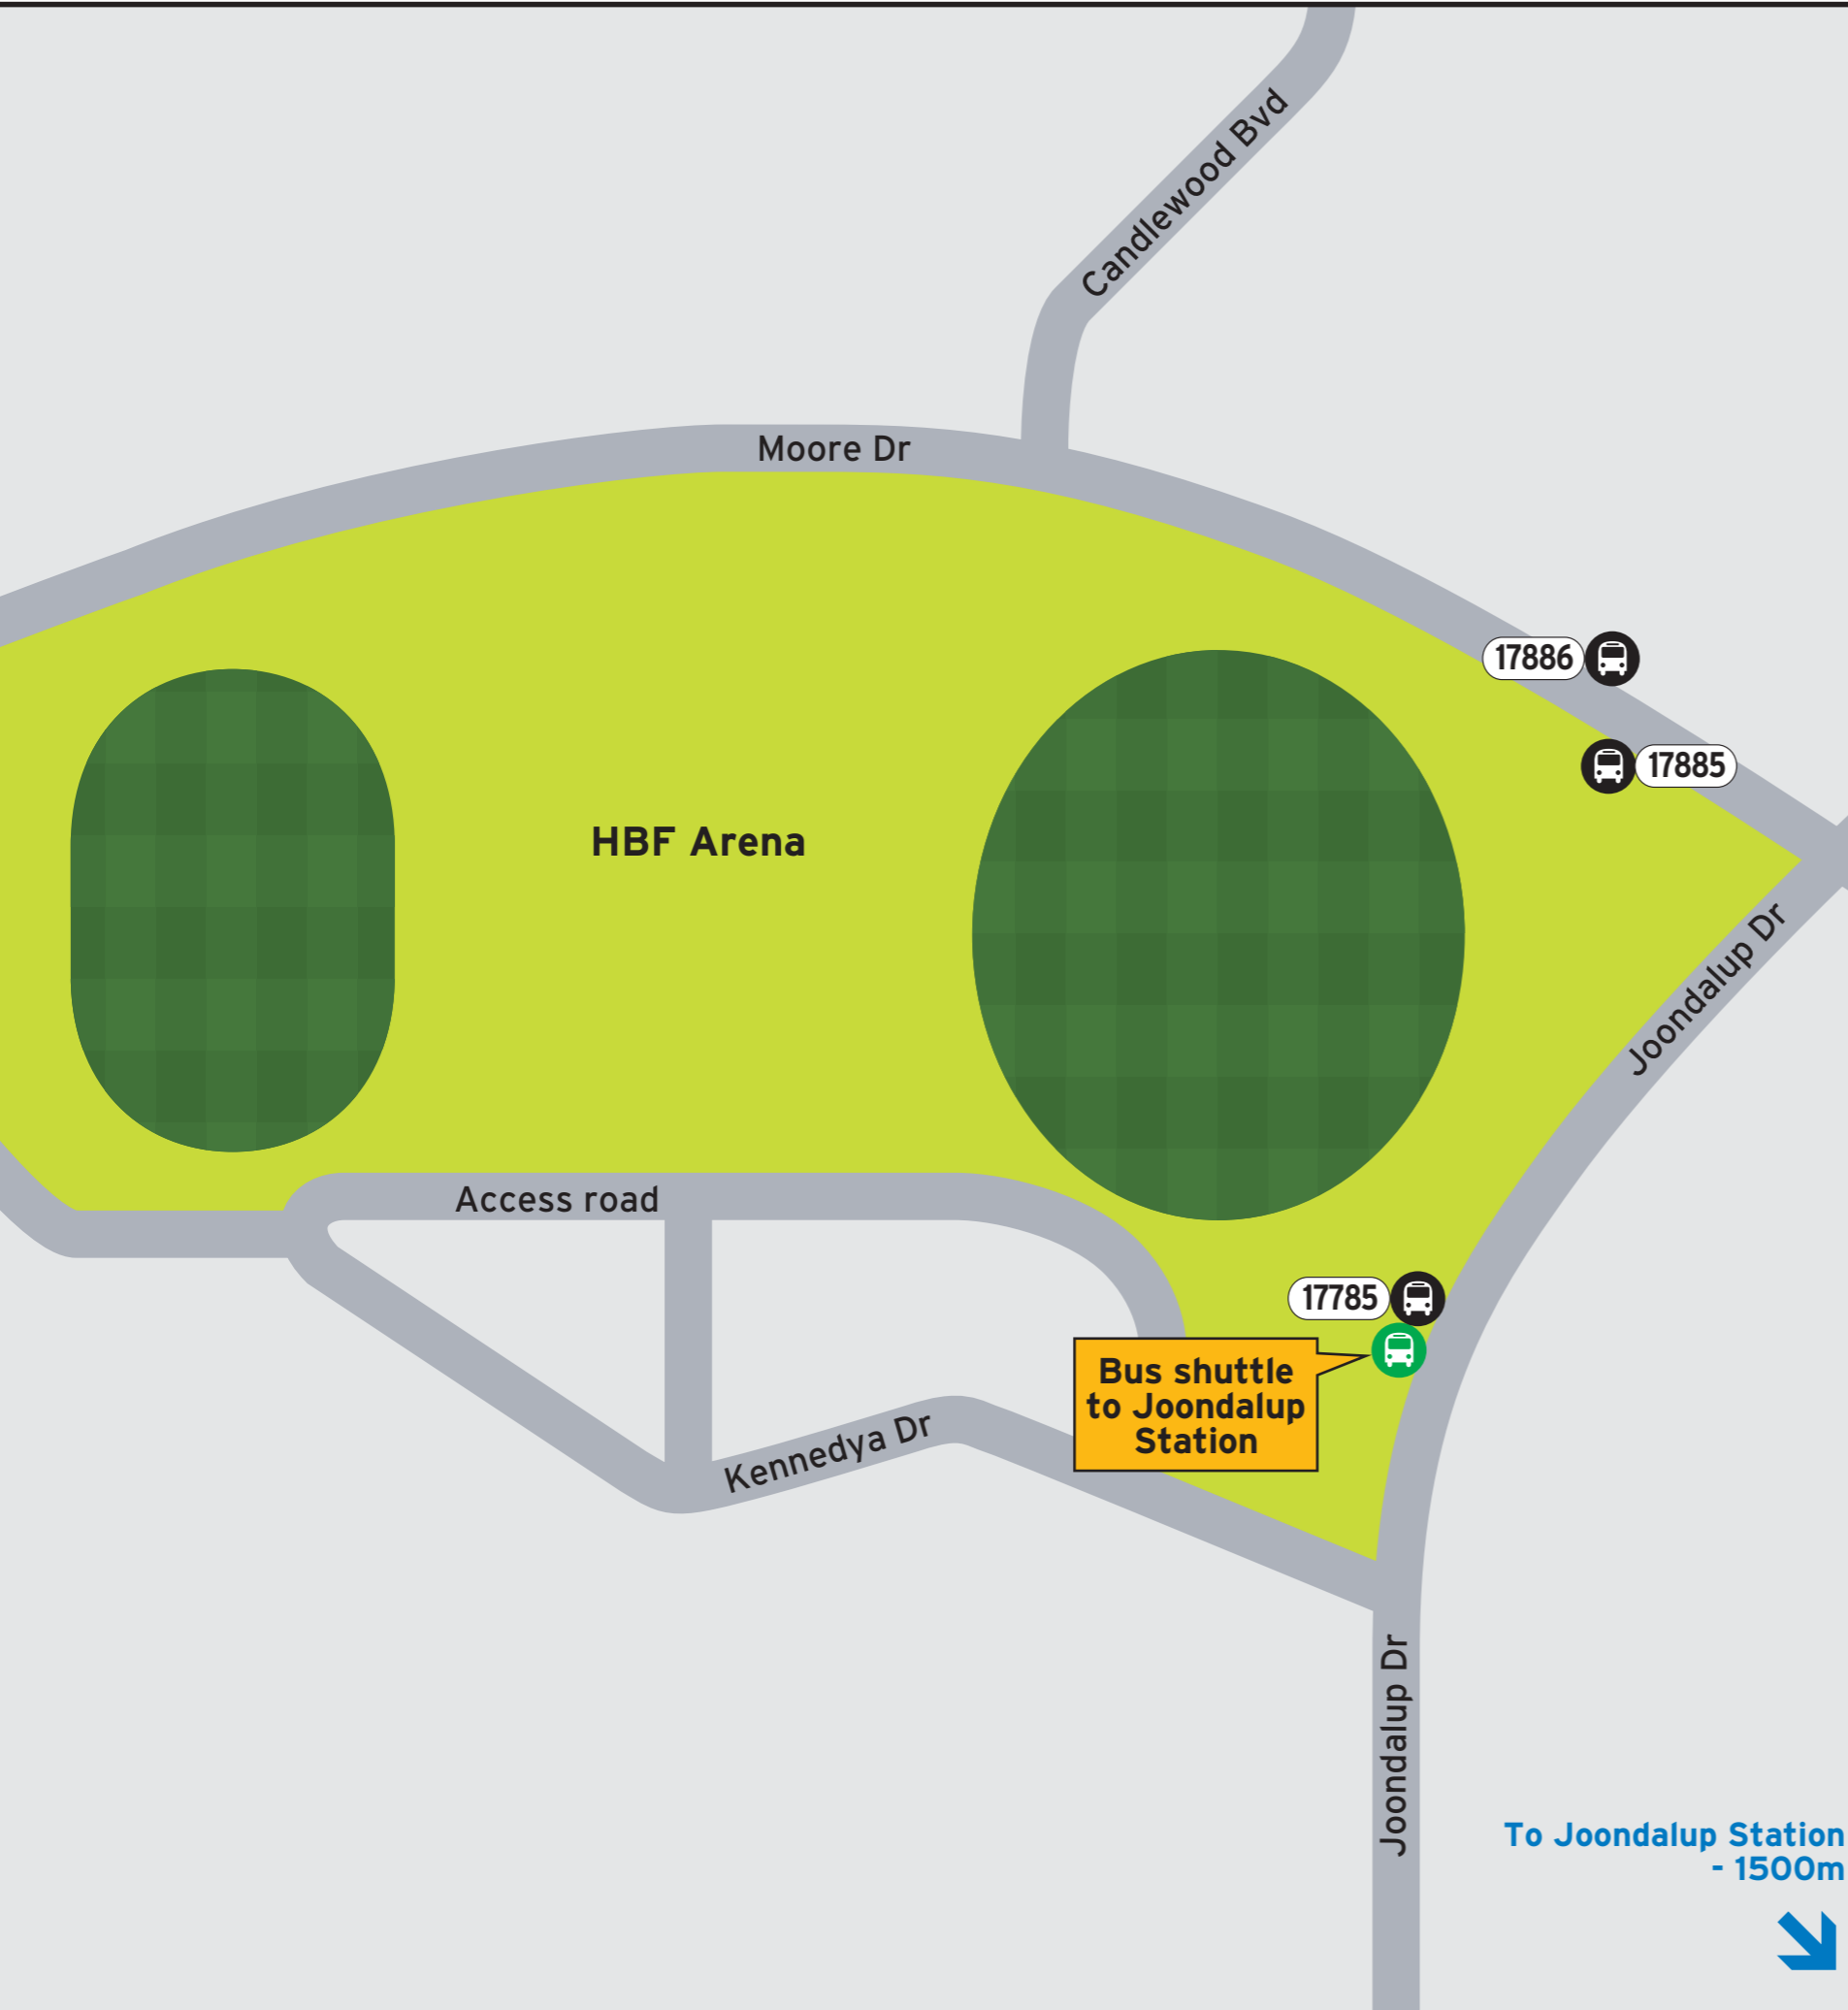 Candlewood Bvd
Moore Dr
17886
17885
HBF Arena
Joondalup Dr
Access road
17785
Bus shuttle
to Joondalup
Station
Kennedya Dr
Joondalup Dr
To Joondalup Station
- 1500m